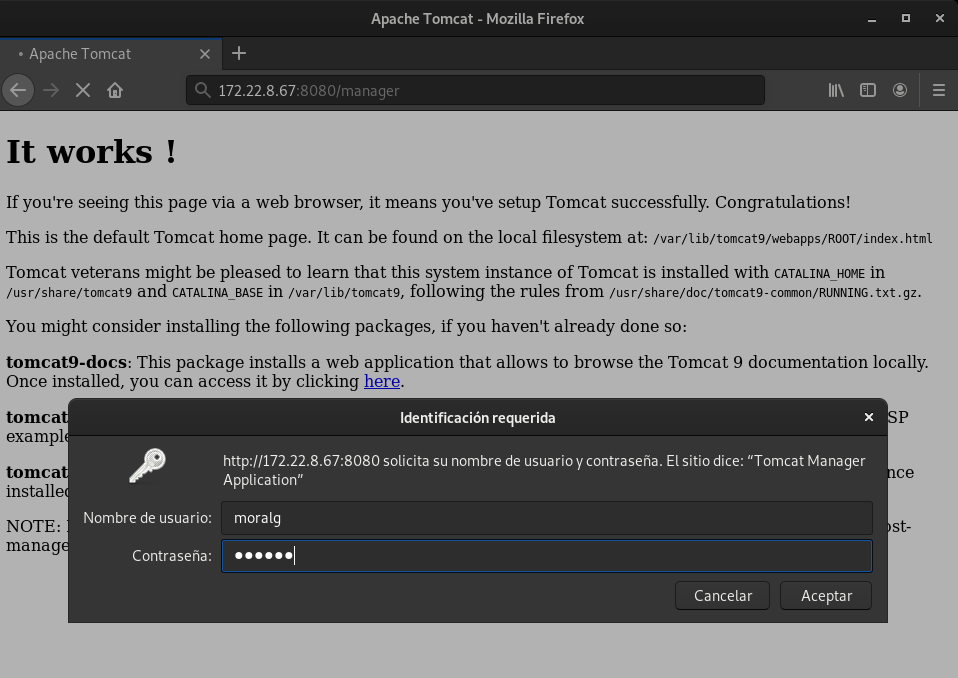 Apache Tomcat - Mozilla Firefox
Apache Tomcat
172.22.8.67:8080/manager
It works !
If you're seeing this page via a web browser, it means you've setup Tomcat successfully. Congratulations!
This is the default Tomcat home page. It can be found on the local filesystem at: /var/lib/tomcat9/webapps/ROOT/index.html
Tomcat veterans might be pleased to learn that this system instance of Tomcat is installed with CATALINA_HOME in
/usr/share/tomcat9 and CATALINA_BASE in /var/lib/tomcat9, following the rules from /usr/share/doc/tomcat9-common/RUNNING.txt.gz.
You might consider installing the following packages, if you haven't already done so:
tomcat9-docs: This package installs a web application that allows to browse the Tomcat 9 documentation locally.
Once installed, you can access it by clicking here.
tomcat SP
example
tomcat nce
installed
NOTE: ost-
manage
Identificación requerida
http://172.22.8.67:8080 solicita su nombre de usuario y contraseña. El sitio dice: “Tomcat Manager
Application”
Nombre de usuario: moralg
Contraseña: ●●●●●●
Cancelar Aceptar